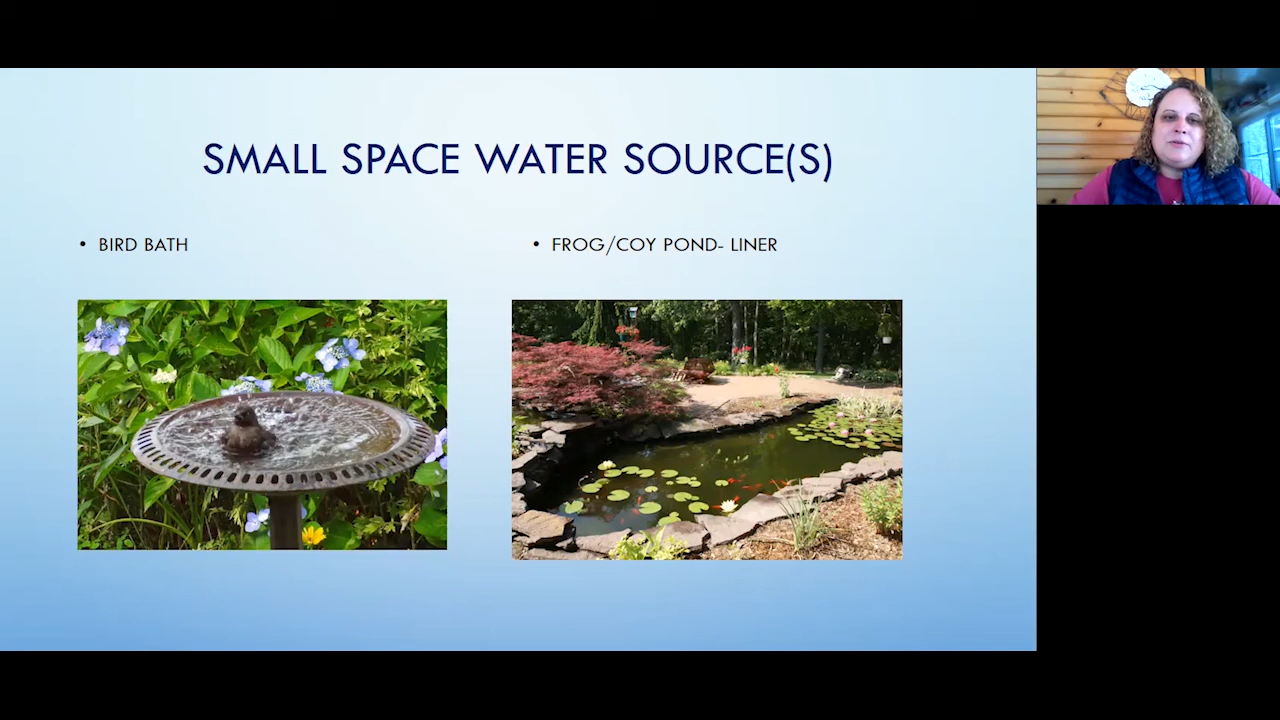 SMALL SPACE WATER SOURCE(S)
• BIRD BATH
• FROG/COY POND- LINER